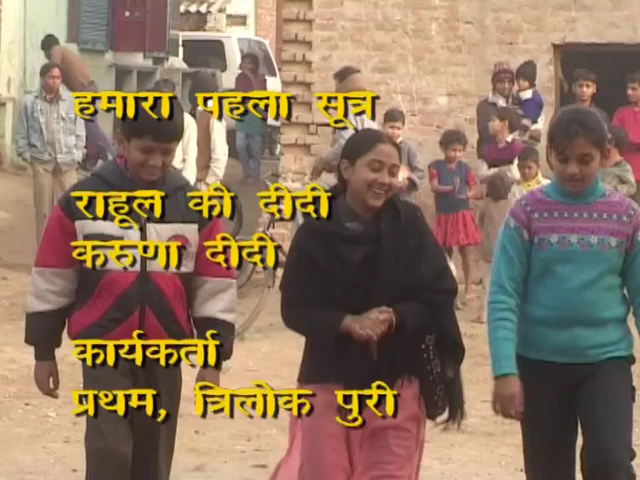 हमारा पहला सूत्र
राहूल की दीदी
करुणा दीदी
कार्यकर्ता
प्रथम, त्रिलोक पुरी